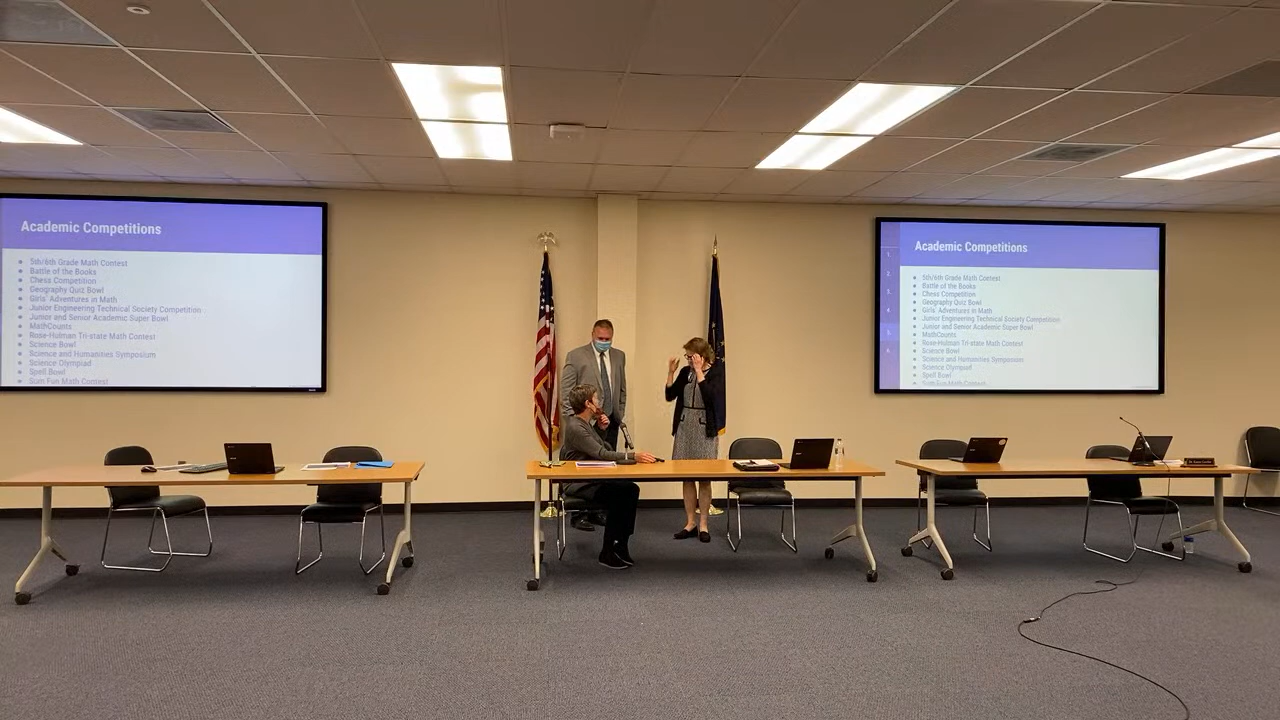 Academic Competitions
5th/6th Grade Math Contest
Battle of the Books
Chess Competition
Geography Quiz Bowl
Girls' Adventures in Math
Junior Engineering Technical Society Competition
Junior and Senior Academic Super Bowl
MathCounts
Rose-Hulman Tri-state Math Contest
Science Bowl
Science and Humanities Symposium
Science Olympiad
Spell Bowl
Sum Fun Math Contest
Academic Competitions
5th/6th Grade Math Contest
Battle of the Books
Chess Competition
Geography Quiz Bowl
Girls' Adventures in Math
Junior Engineering Technical Society Competition
Junior and Senior Academic Super Bowl
MathCounts
Rose-Hulman Tri-state Math Contest
Science Bowl
Science and Humanities Symposium
Science Olympiad
Spell Bowl
Sum Fun Math Contest